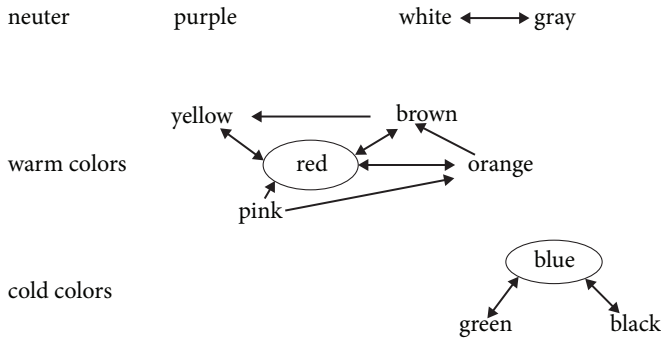 neuter purple white gray
yellow brown
warm colors red orange
pink
blue
cold colors
green black